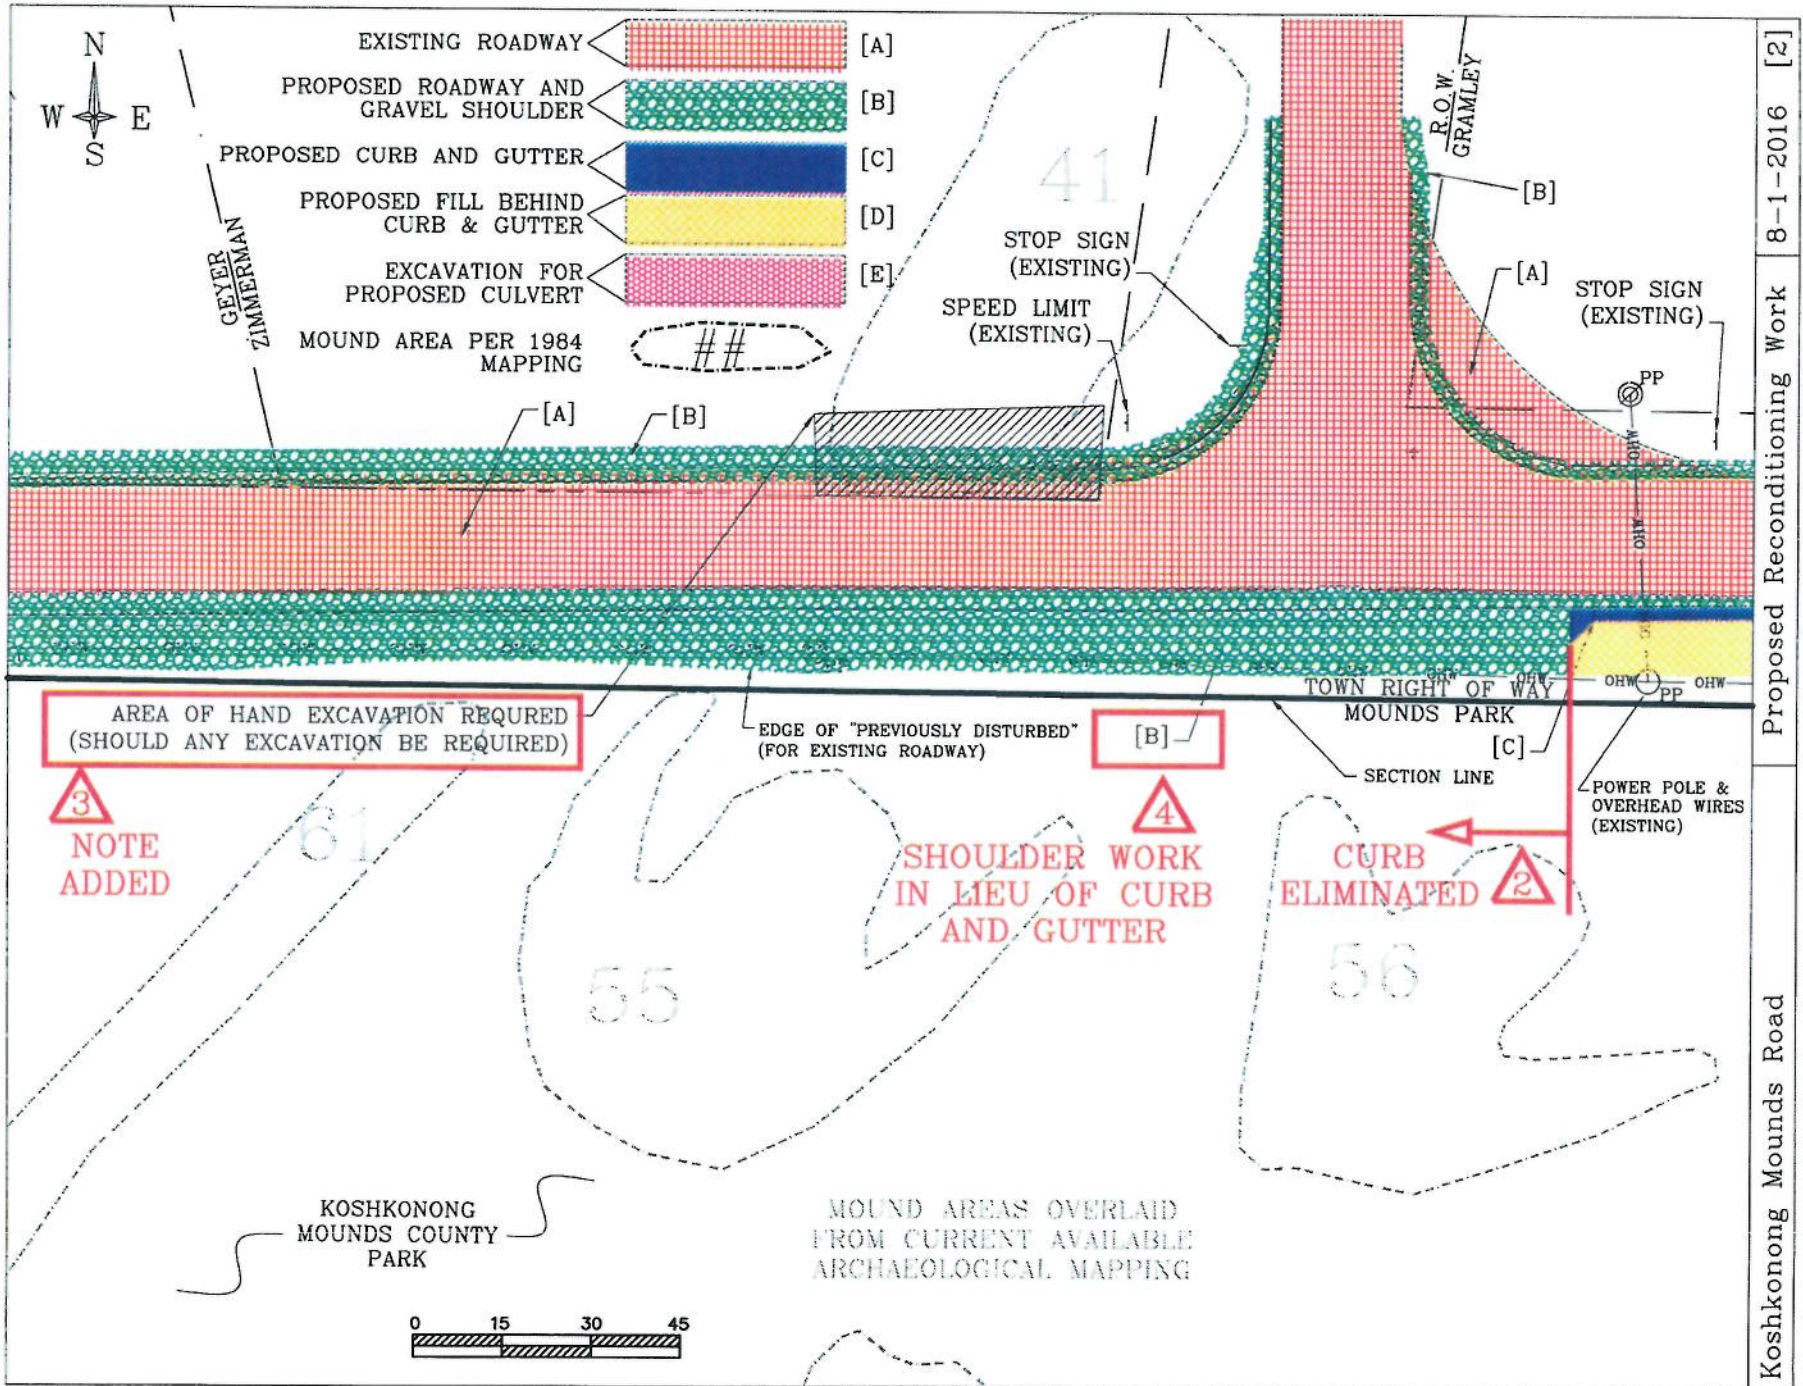 N
W E
S
EXISTING ROADWAY [A]
PROPOSED ROADWAY AND
GRAVEL SHOULDER [B]
PROPOSED CURB AND GUTTER [C]
PROPOSED FILL BEHIND
CURB & GUTTER [D]
EXCAVATION FOR
PROPOSED CULVERT [E]
MOUND AREA PER 1984
MAPPING
##
GEYER
ZIMMERMAN
41
R.O.W.
GRAMLEY
[B]
STOP SIGN
(EXISTING)
SPEED LIMIT
(EXISTING)
[A]
STOP SIGN
(EXISTING)
PP
[A]
[B]
OHW
OHW
AREA OF HAND EXCAVATION REQURED
(SHOULD ANY EXCAVATION BE REQUIRED)
3
NOTE
ADDED
EDGE OF "PREVIOUSLY DISTURBED"
(FOR EXISTING ROADWAY)
[B]
4
SHOULDER WORK
IN LIEU OF CURB
AND GUTTER
OHW OHW OHW OHW
TOWN RIGHT OF WAY
MOUNDS PARK
PP
[C]
SECTION LINE
POWER POLE &
OVERHEAD WIRES
(EXISTING)
CURB
ELIMINATED
2
61
55
56
KOSHKONONG
MOUNDS COUNTY
PARK
MOUND AREAS OVERLAID
FROM CURRENT AVAILABLE
ARCHAEOLOGICAL MAPPING
0 15 30 45
Koshkonong Mounds Road
Proposed Reconditioning Work
8-1-2016 [2]